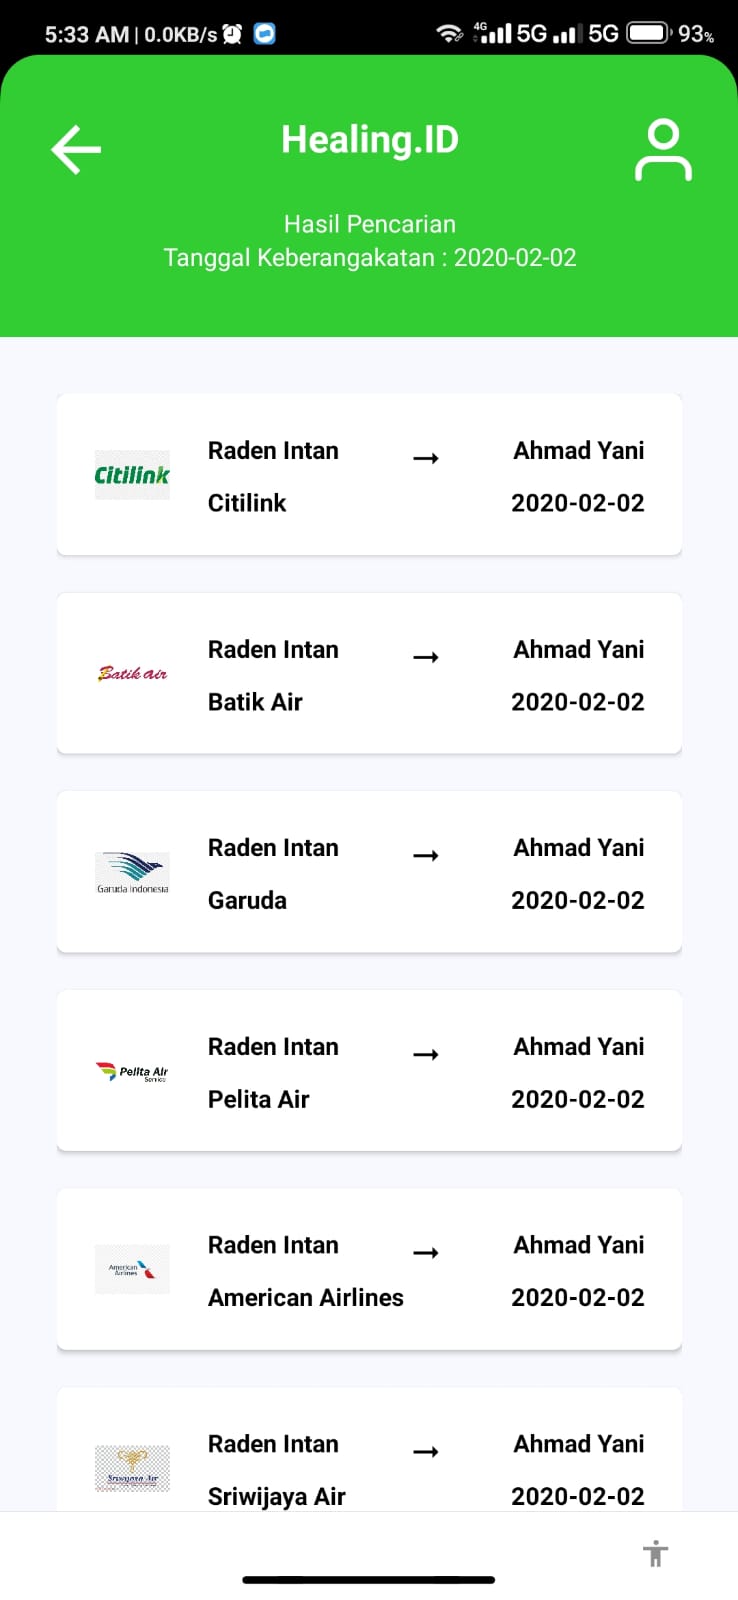 5:33 AM | 0.0KB/s 4G 5G 5G 93%
Healing.ID
Hasil Pencarian
Tanggal Keberangakatan : 2020-02-02
Citilink
Raden Intan → Ahmad Yani
Citilink 2020-02-02
Batik air
Raden Intan → Ahmad Yani
Batik Air 2020-02-02
Garuda Indonesia
Raden Intan → Ahmad Yani
Garuda 2020-02-02
Pelita Air
Service
Raden Intan → Ahmad Yani
Pelita Air 2020-02-02
American
Airlines
Raden Intan → Ahmad Yani
American Airlines 2020-02-02
Sriwijaya Air
Raden Intan → Ahmad Yani
Sriwijaya Air 2020-02-02